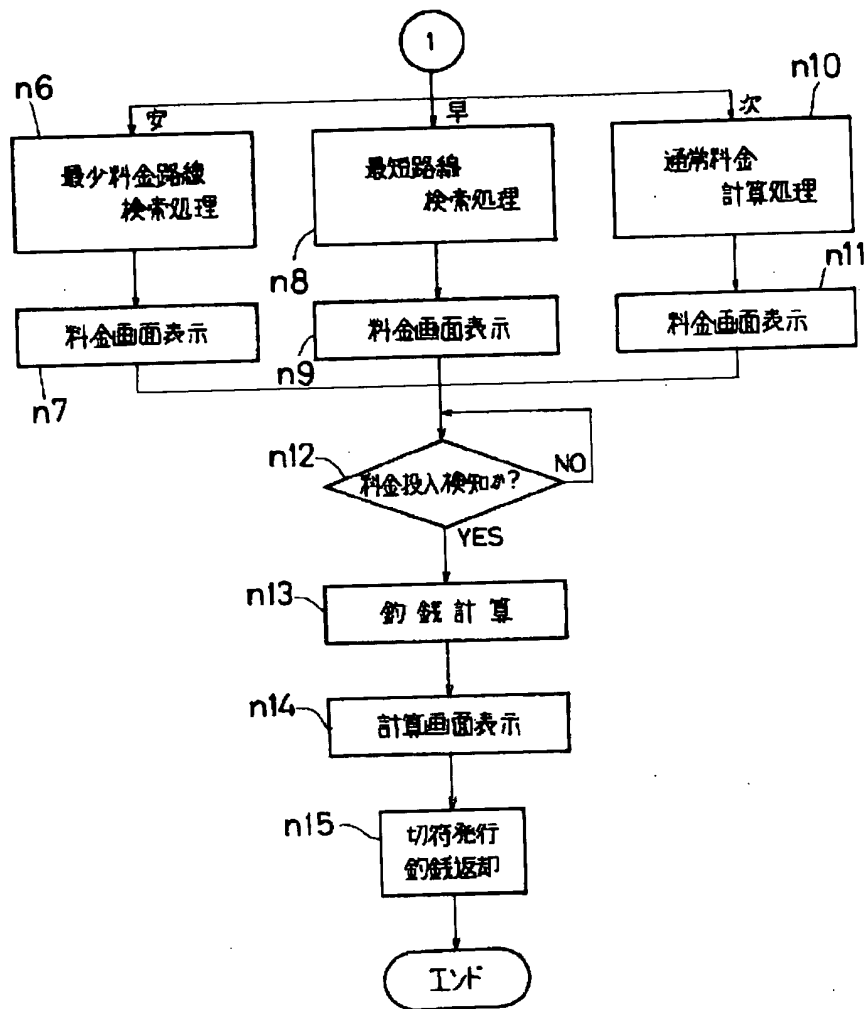 1
n6
安
早
次
n10
最少料金路線
検索処理
最短路線
検索処理
通常料金
計算処理
n8
n11
料金画面表示
料金画面表示
料金画面表示
n7
n9
n12
料金投入検知か?
NO
YES
n13
釣銭計算
n14
計算画面表示
n15
切符発行
釣銭返却
エンド